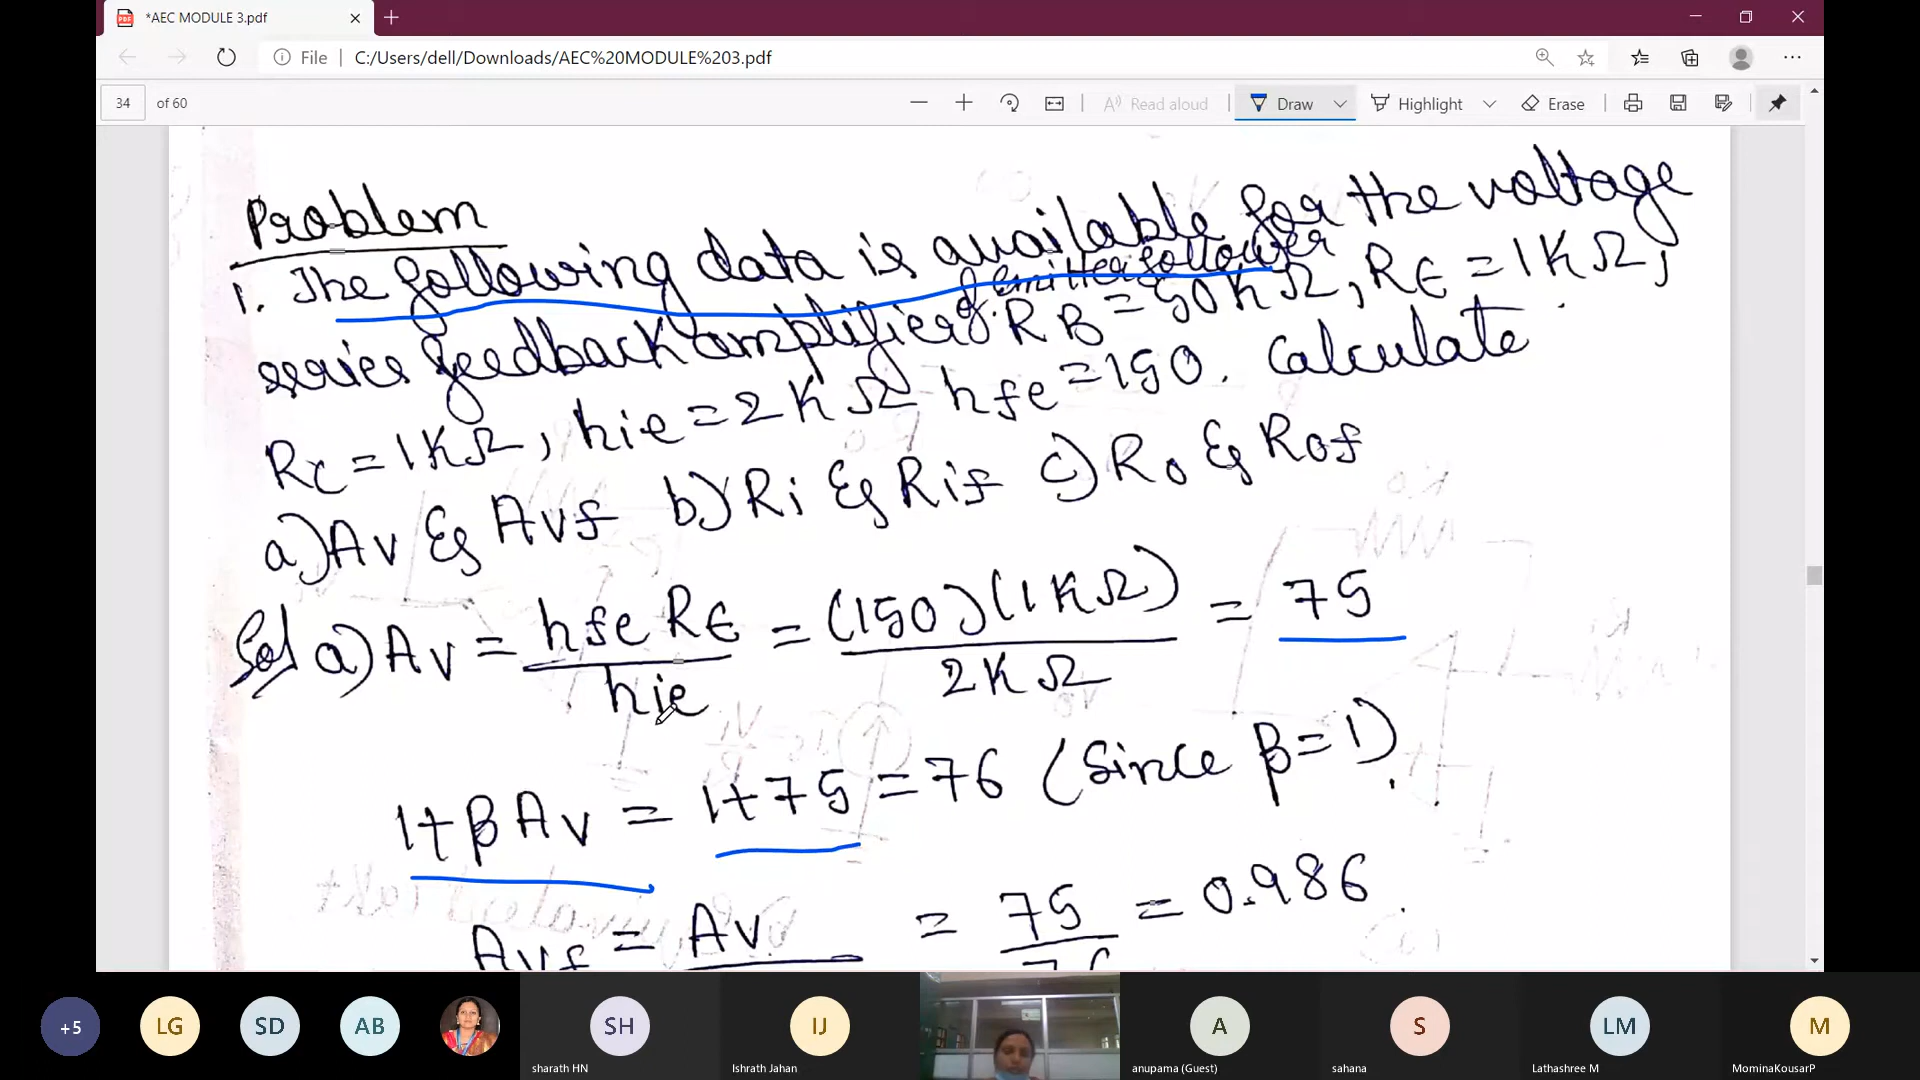 *AEC MODULE 3.pdf
File C:/Users/dell/Downloads/AEC%20MODULE%203.pdf
34 of 60 Read aloud Draw Highlight Erase
Problem
1. The following data is available for the voltage
series feedback amplifier of emitter follower RB = 50KΩ, RE = 1KΩ,
RC = 1KΩ, hie = 2KΩ hfe = 150. Calculate
a) Av & Avf b) Ri & Rif c) Ro & Rof
Sol a) Av = hfe RE / hie = (150)(1KΩ) / 2KΩ = 75
1+βAv = 1+75 = 76 (Since β=1).
Avf = Av = 75 / 76 = 0.986.
+5 LG SD AB SH IJ A S LM M
sharath HN Ishrath Jahan anupama (Guest) sahana Lathashree M MominaKousarP